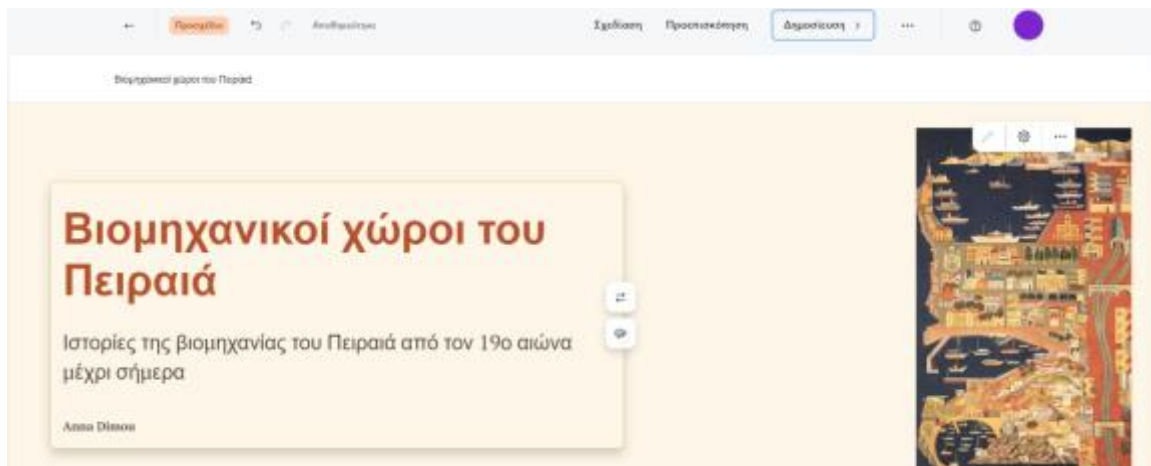 Προσχέδιο Αποθηκεύτηκε Σχεδίαση Προεπισκόπηση Δημοσίευση
Βιομηχανικοί χώροι του Πειραιά
Βιομηχανικοί χώροι του
Πειραιά
Ιστορίες της βιομηχανίας του Πειραιά από τον 19ο αιώνα
μέχρι σήμερα
Anna Dimou